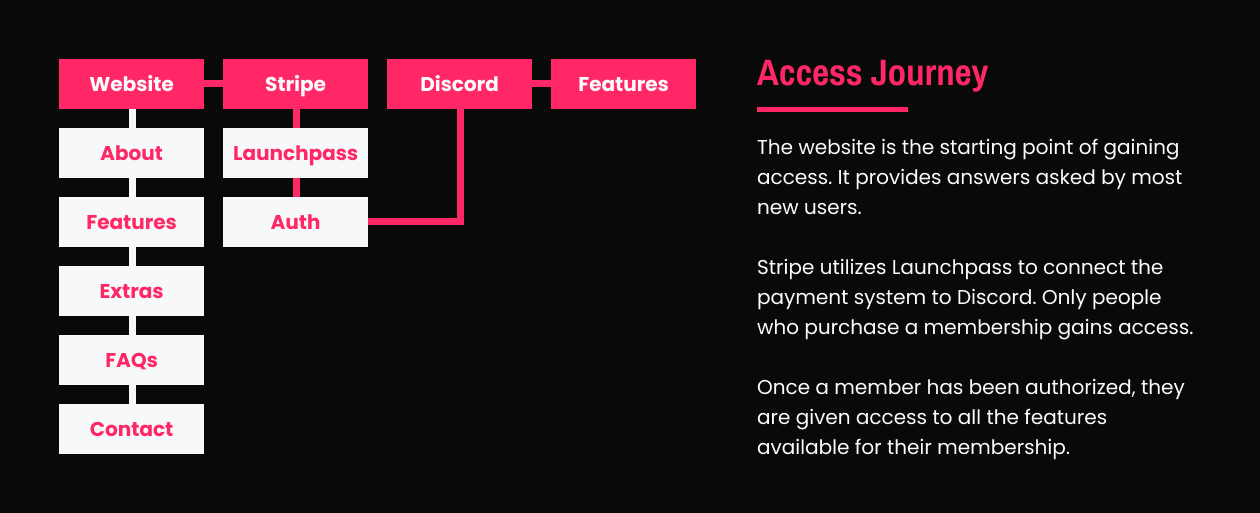 Website
Stripe
Discord
Features
About
Launchpass
Features
Auth
Extras
FAQs
Contact
Access Journey
The website is the starting point of gaining
access. It provides answers asked by most
new users.
Stripe utilizes Launchpass to connect the
payment system to Discord. Only people
who purchase a membership gains access.
Once a member has been authorized, they
are given access to all the features
available for their membership.